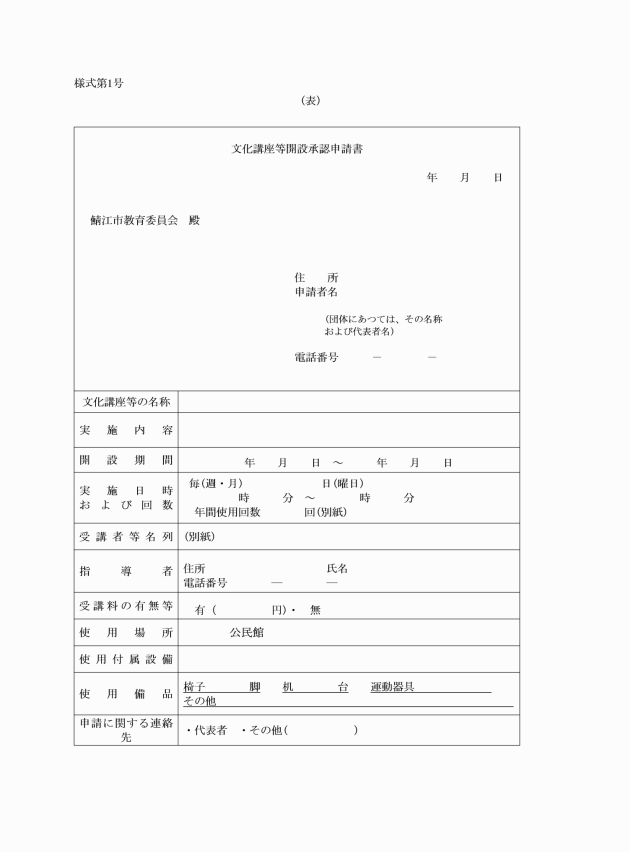 様式第1号
(表)
文化講座等開設承認申請書
年　　月　　日
鯖江市教育委員会　殿
住　　所
申請者名
(団体にあつては、その名称
および代表者名)
電話番号　　　―　　　　―
文化講座等の名称
実施内容
開設期間　　年　　月　　日　～　　　年　　月　　日
実施日時
および回数
毎(週・月)　　　　　　　日(曜日)
時　　　分　～　　　　時　　　分
年間使用回数　　　　回(別紙)
受講者等名列　(別紙)
指導者
住所　　　　　　　　　　　氏名
電話番号　　　　―　　　　―
受講料の有無等　有　(　　　　　円)・　無
使用場所　　公民館
使用付属設備
使用備品
椅子　　　　脚　　机　　　　台　　運動器具
その他
申請に関する連絡
先
・代表者　・その他(　　　　　　)